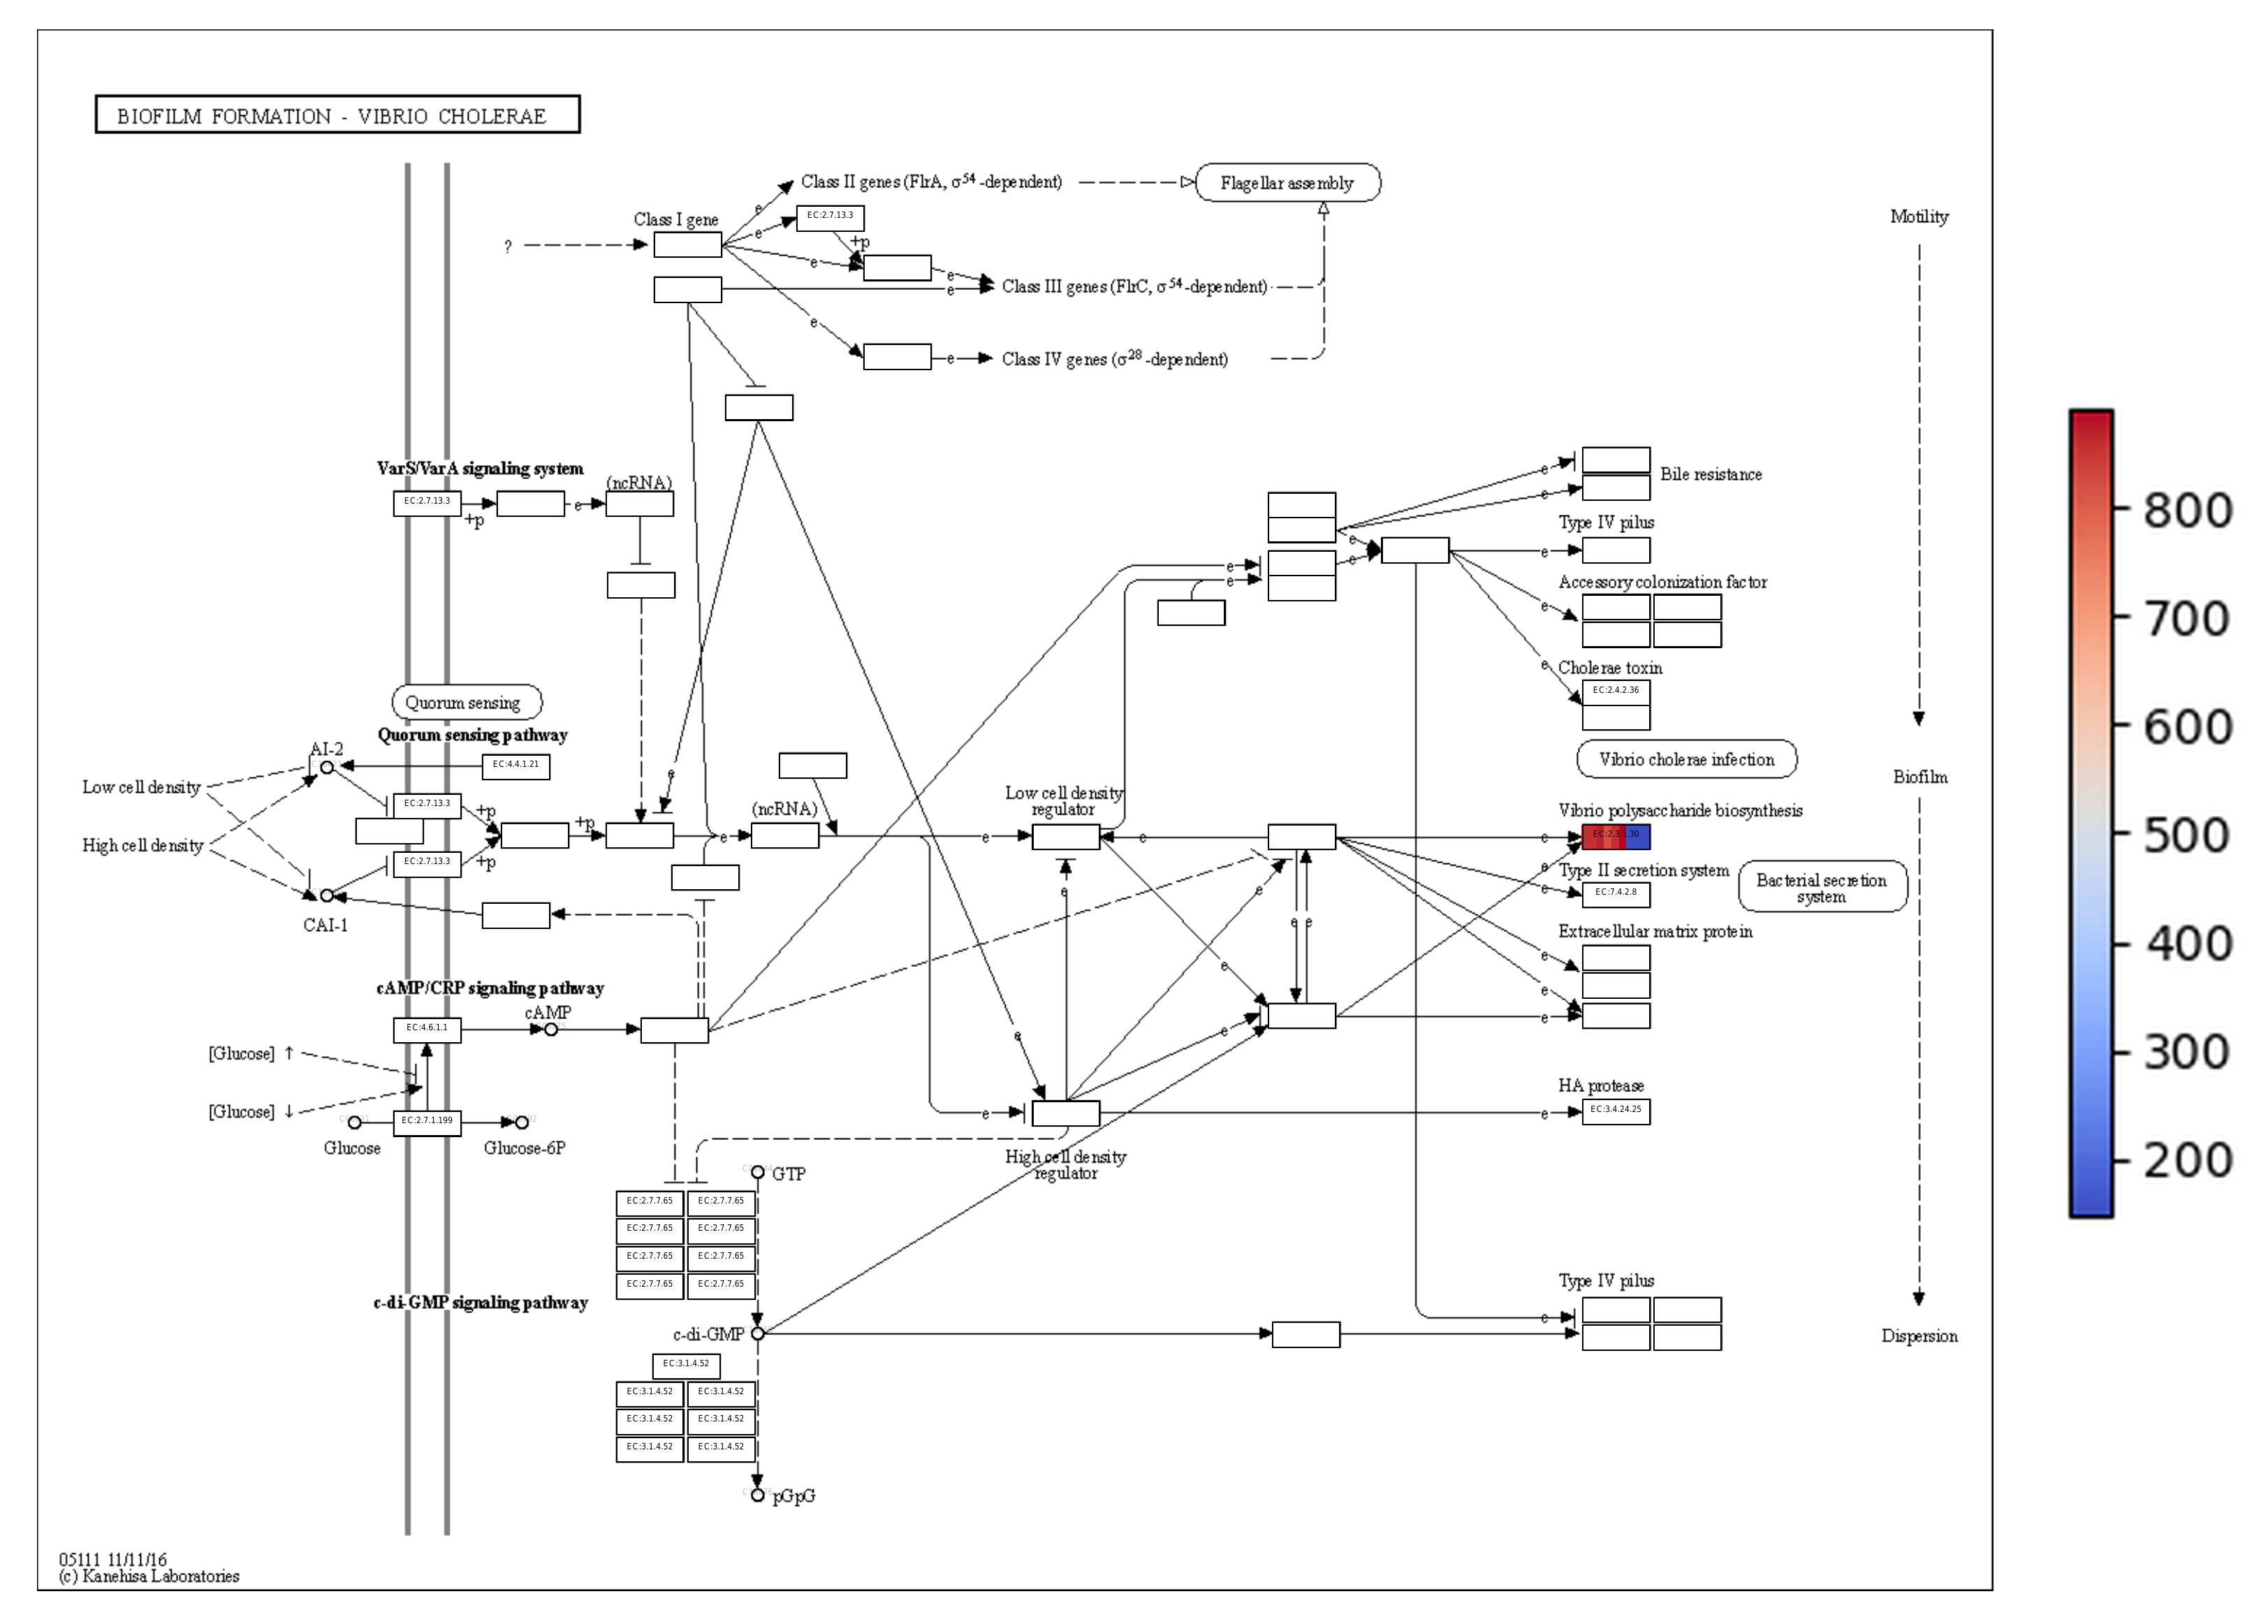 BIOFILM FORMATION - VIBRIO CHOLERAE
Class II genes (FlrA, σ54 -dependent)
Flagellar assembly
Motility
Class I gene
EC:2.7.13.3
e
e
+p
?
e
e
Class III genes (FlrC, σ54 -dependent)
e
e
e
Class IV genes (σ28 -dependent)
VarS/VarA signaling system
(ncRNA)
EC:2.7.13.3
+p
e
e
Bile resistance
e
Type IV pilus
e
e
e
e
e
Accessory colonization factor
e
e
Cholerae toxin
EC:2.4.2.36
Quorum sensing
Quorum sensing pathway
AI-2
EC:4.4.1.21
Vibrio cholerae infection
Biofilm
Low cell density
e
EC:2.7.13.3
+p
(ncRNA)
Low cell density
regulator
Vibrio polysaccharide biosynthesis
+p
e
e
e
e
EC:2.3.1.30
High cell density
EC:2.7.13.3
+p
e
Type II secretion system
e
EC:7.4.2.8
Bacterial secretion
system
e
e
e
e
CAI-1
Extracellular matrix protein
e
e
e
cAMP/CRP signaling pathway
cAMP
EC:4.6.1.1
e
e
e
[Glucose] ↑
HA protease
[Glucose] ↓
EC:2.7.1.199
e
e
EC:3.4.24.25
Glucose
Glucose-6P
High cell density
regulator
GTP
EC:2.7.7.65 EC:2.7.7.65
EC:2.7.7.65 EC:2.7.7.65
EC:2.7.7.65 EC:2.7.7.65
EC:2.7.7.65 EC:2.7.7.65
c-di-GMP signaling pathway
Type IV pilus
e
c-di-GMP
Dispersion
EC:3.1.4.52
EC:3.1.4.52 EC:3.1.4.52
EC:3.1.4.52 EC:3.1.4.52
EC:3.1.4.52 EC:3.1.4.52
pGpG
05111 11/11/16
(c) Kanehisa Laboratories
800
700
600
500
400
300
200